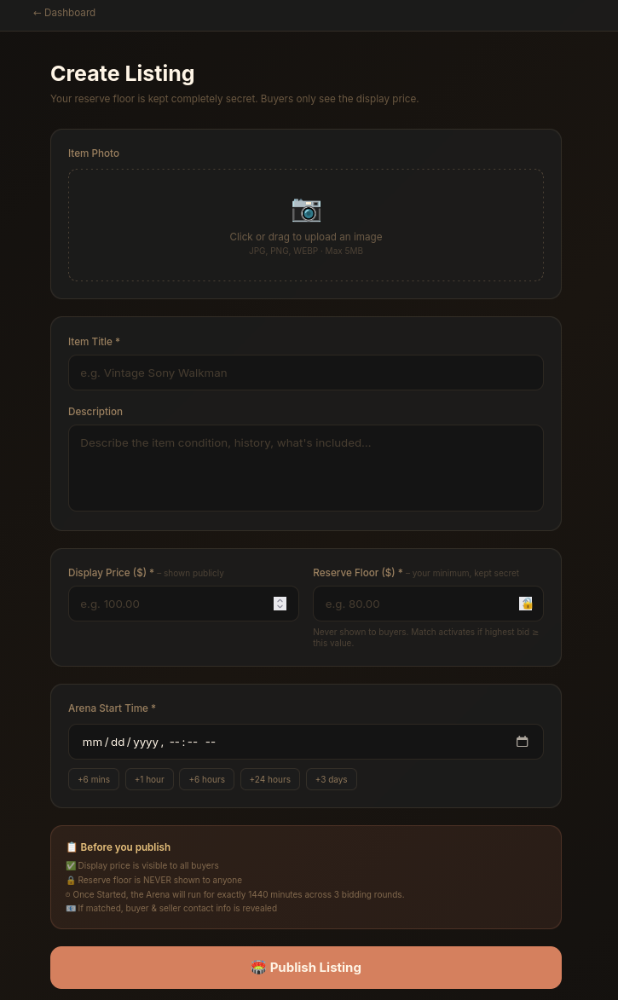 ← Dashboard
Create Listing
Your reserve floor is kept completely secret. Buyers only see the display price.
Item Photo
Click or drag to upload an image
JPG, PNG, WEBP · Max 5MB
Item Title *
e.g. Vintage Sony Walkman
Description
Describe the item condition, history, what's included...
Display Price ($) * – shown publicly
e.g. 100.00
Reserve Floor ($) * – your minimum, kept secret
e.g. 80.00
Never shown to buyers. Match activates if highest bid ≥
this value.
Arena Start Time *
mm/dd/yyyy, --:-- --
+6 mins +1 hour +6 hours +24 hours +3 days
📋 Before you publish
✅ Display price is visible to all buyers
🔒 Reserve floor is NEVER shown to anyone
Once Started, the Arena will run for exactly 1440 minutes across 3 bidding rounds.
📧 If matched, buyer & seller contact info is revealed
🏟️ Publish Listing